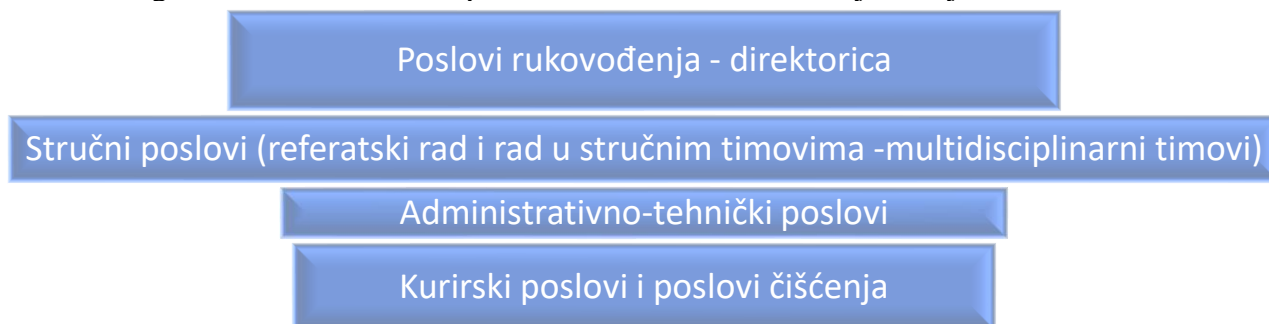 Poslovi rukovođenja - direktorica
Stručni poslovi (referatski rad i rad u stručnim timovima -multidisciplinarni timovi)
Administrativno-tehnički poslovi
Kurirski poslovi i poslovi čišćenja